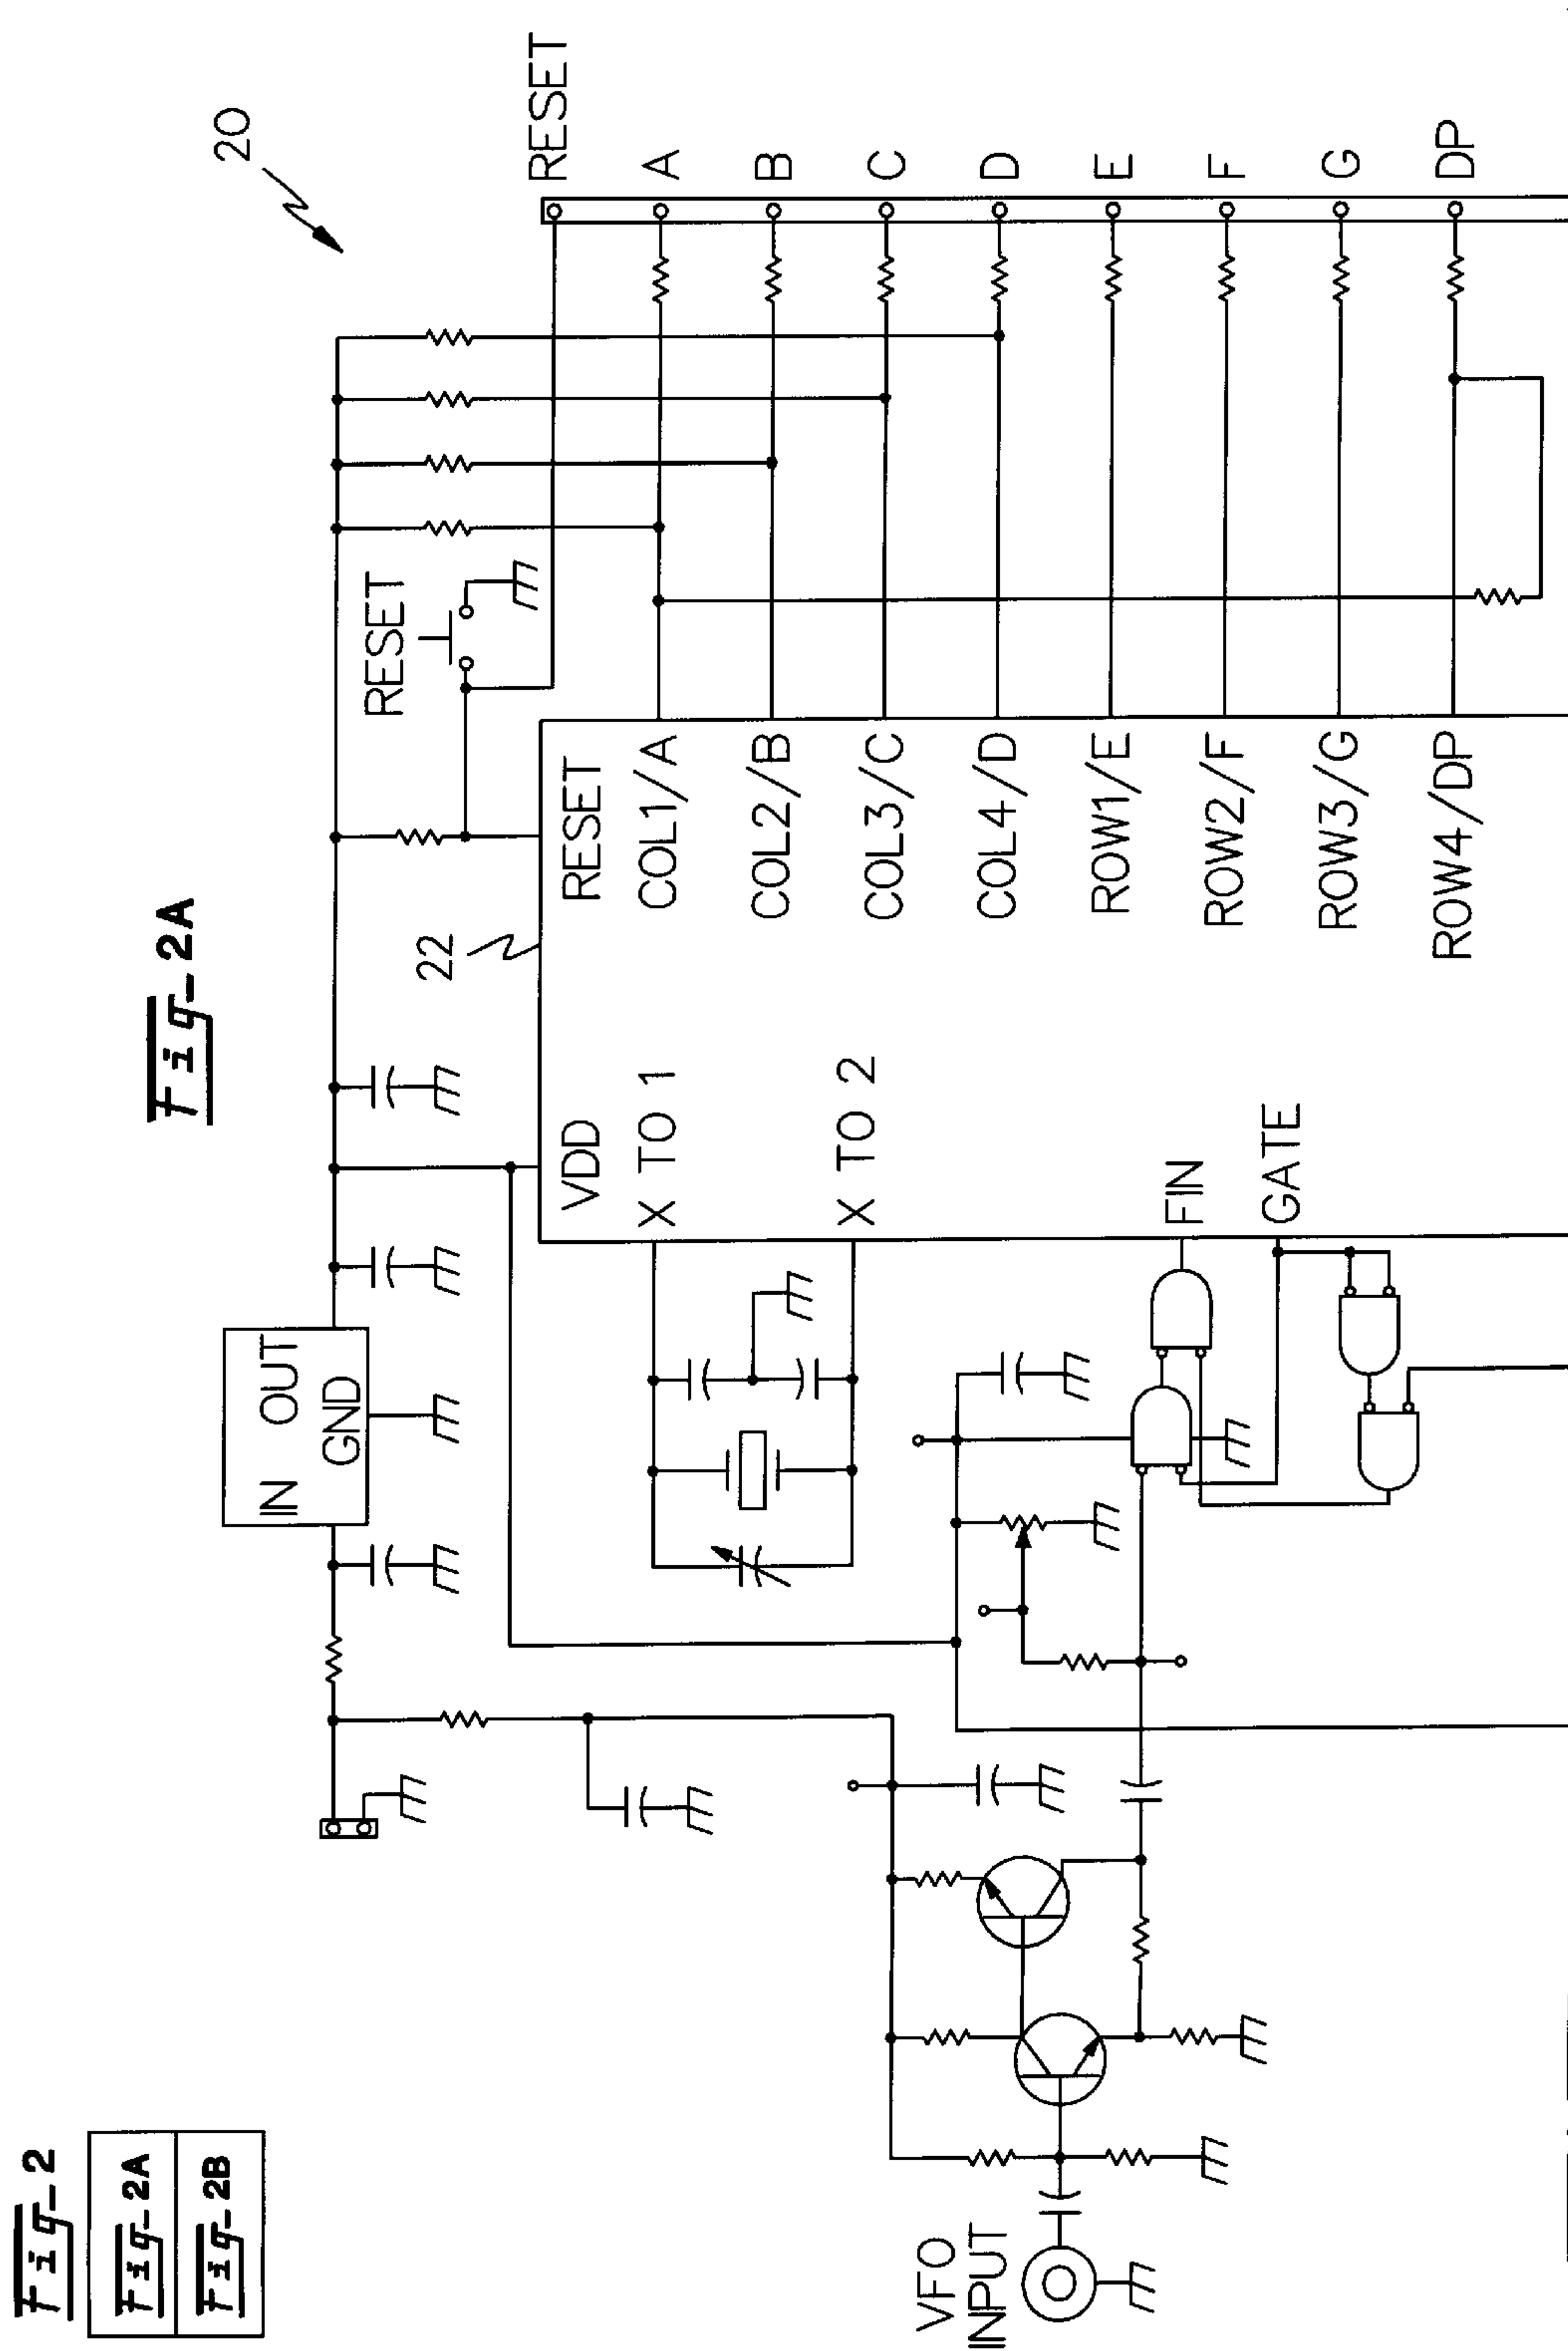 Fig-2
Fig-2A
Fig-2B
Fig-2A
20
IN OUT
GND
RESET
RESET
22
VDD
RESET
X TO 1
COL1/A
A
COL2/B
B
X TO 2
COL3/C
C
COL4/D
D
ROW1/E
E
FIN
ROW2/F
F
GATE
ROW3/G
G
ROW4/DP
DP
VFO
INPUT